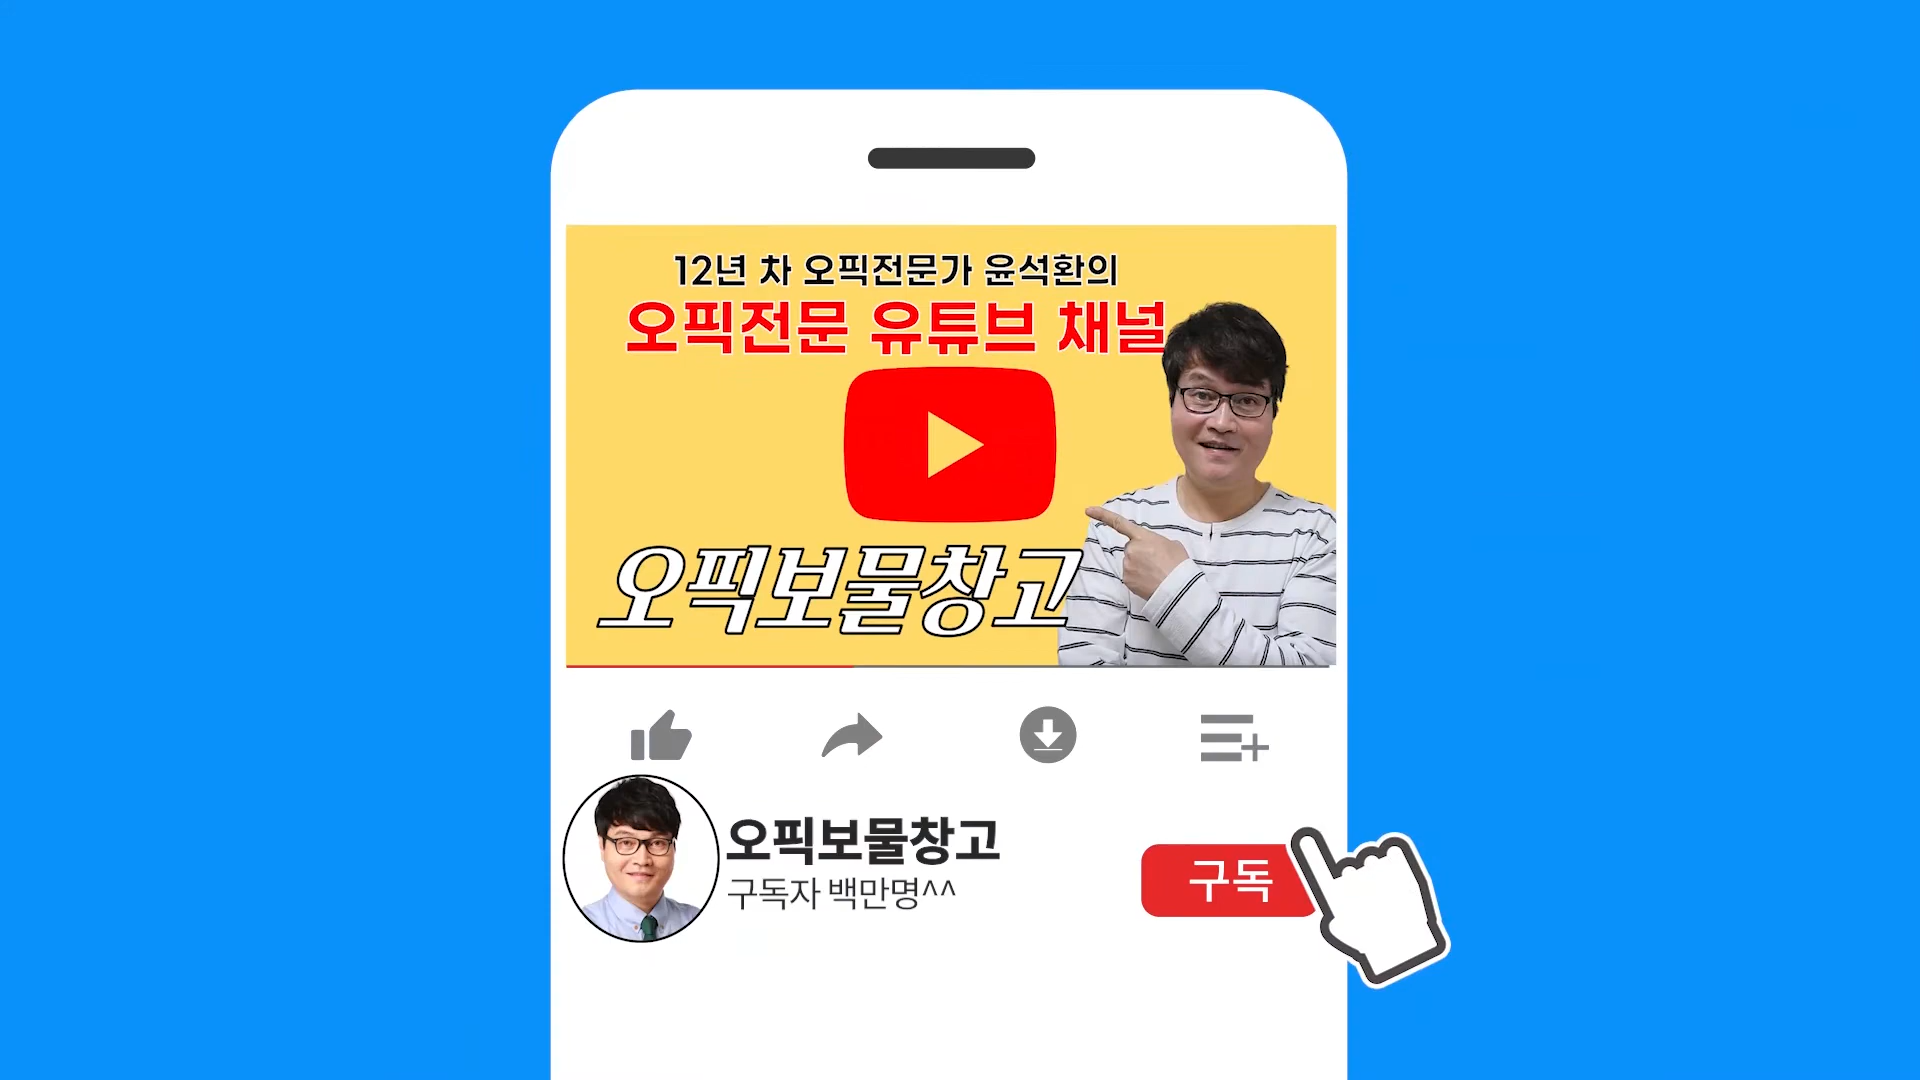 12년 차 오픽전문가 윤석환의
오픽전문 유튜브 채널
오픽보물창고
오픽보물창고
구독자 백만명^^
구독